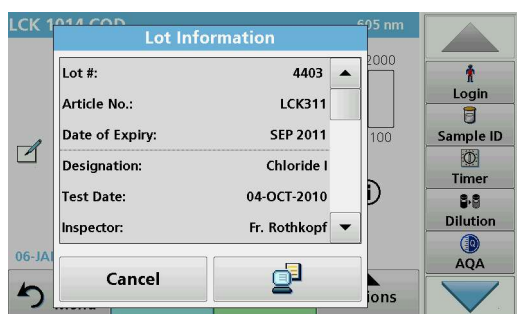 LCK 1014 COD 605 nm
Lot Information
Lot #: 4403
Article No.: LCK311
Date of Expiry: SEP 2011
Designation: Chloride I
Test Date: 04-OCT-2010
Inspector: Fr. Rothkopf
2000
100
06-JA
Cancel
Menu
ions
Login
Sample ID
Timer
Dilution
AQA